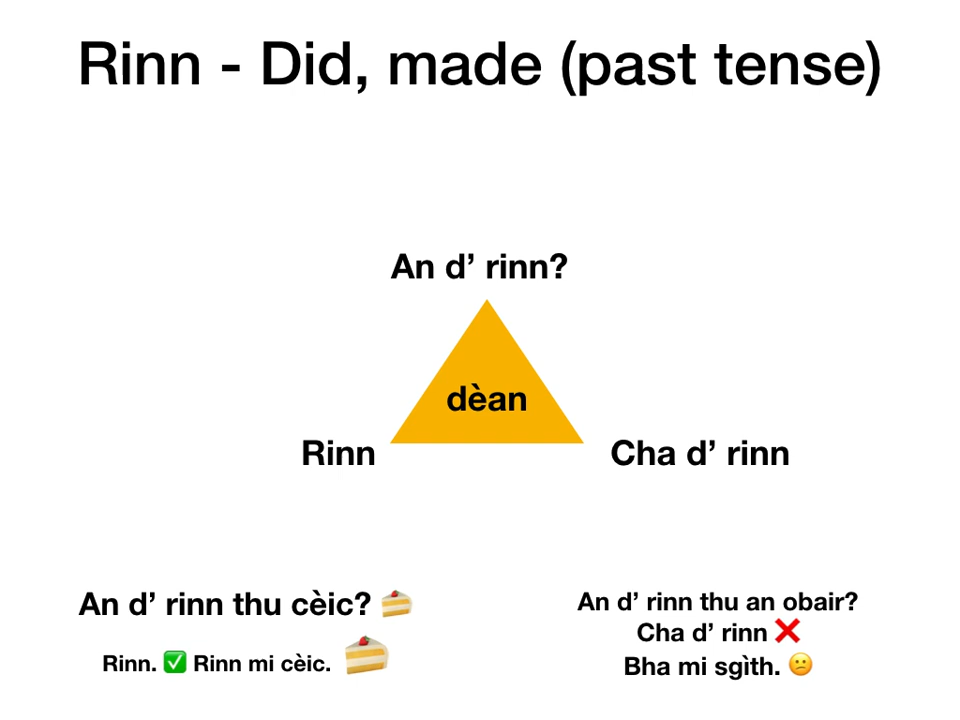 Rinn - Did, made (past tense)
An d’ rinn?
dèan
Rinn
Cha d’ rinn
An d’ rinn thu cèic? 🍰
Rinn. ✅ Rinn mi cèic. 🍰
An d’ rinn thu an obair?
Cha d’ rinn ❌
Bha mi sgìth. 😕